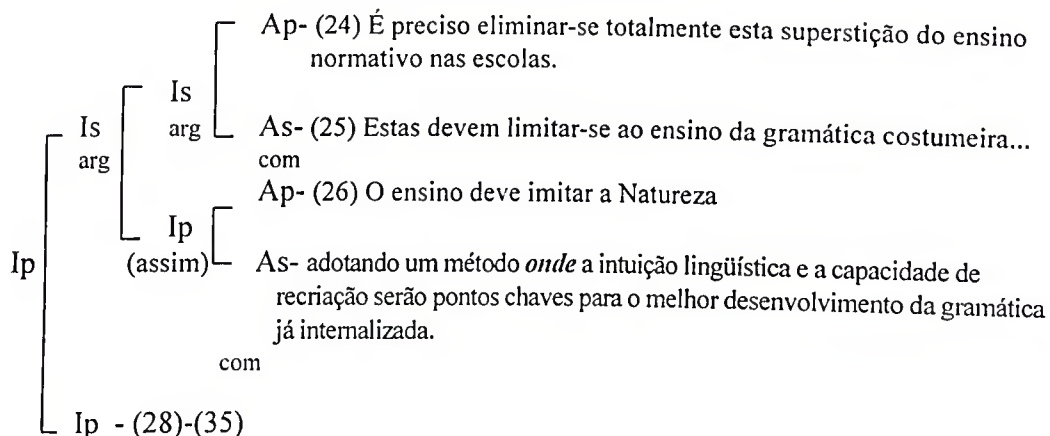 Ap- (24) É preciso eliminar-se totalmente esta superstição do ensino
normativo nas escolas.
Is
Is arg As- (25) Estas devem limitar-se ao ensino da gramática costumeira...
arg com
Ap- (26) O ensino deve imitar a Natureza
Ip
Ip (assim) As- adotando um método onde a intuição lingüística e a capacidade de
recriação serão pontos chaves para o melhor desenvolvimento da gramática
já internalizada.
com
Ip - (28)-(35)